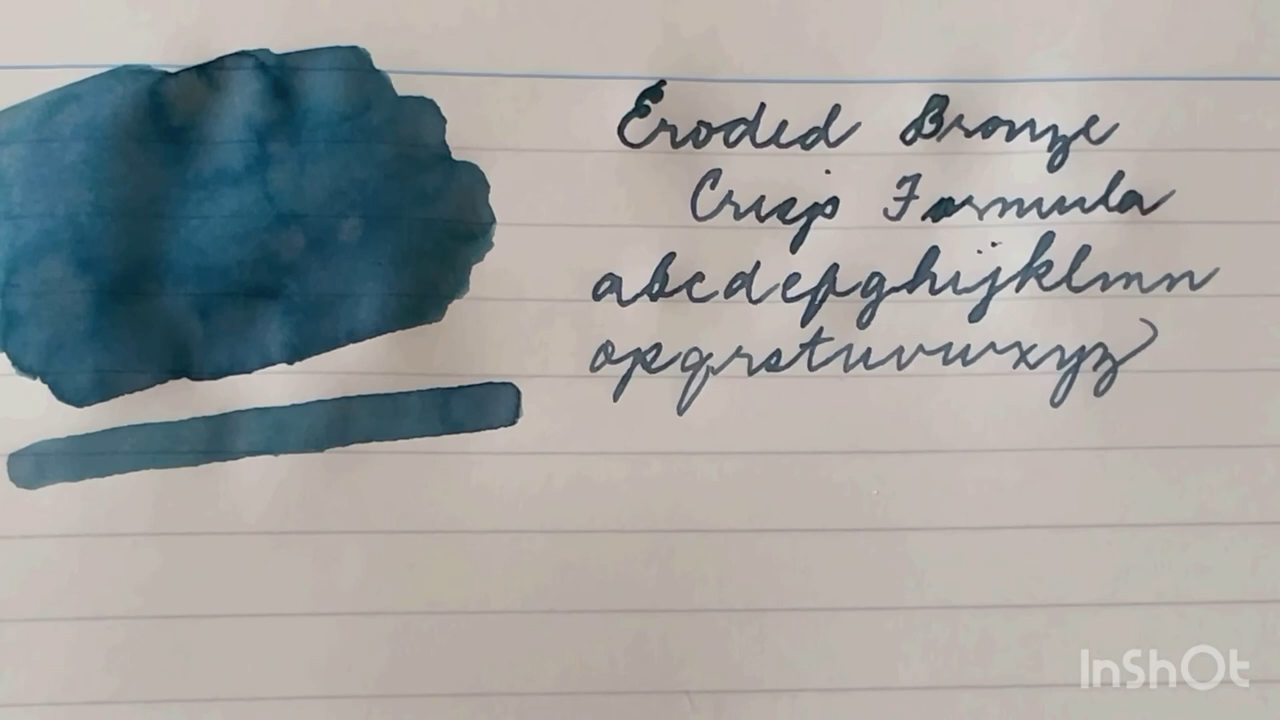 Eroded Bronze
Crisp Formula
abcdefghijklmn
opqrstuvwxyz
InShOt